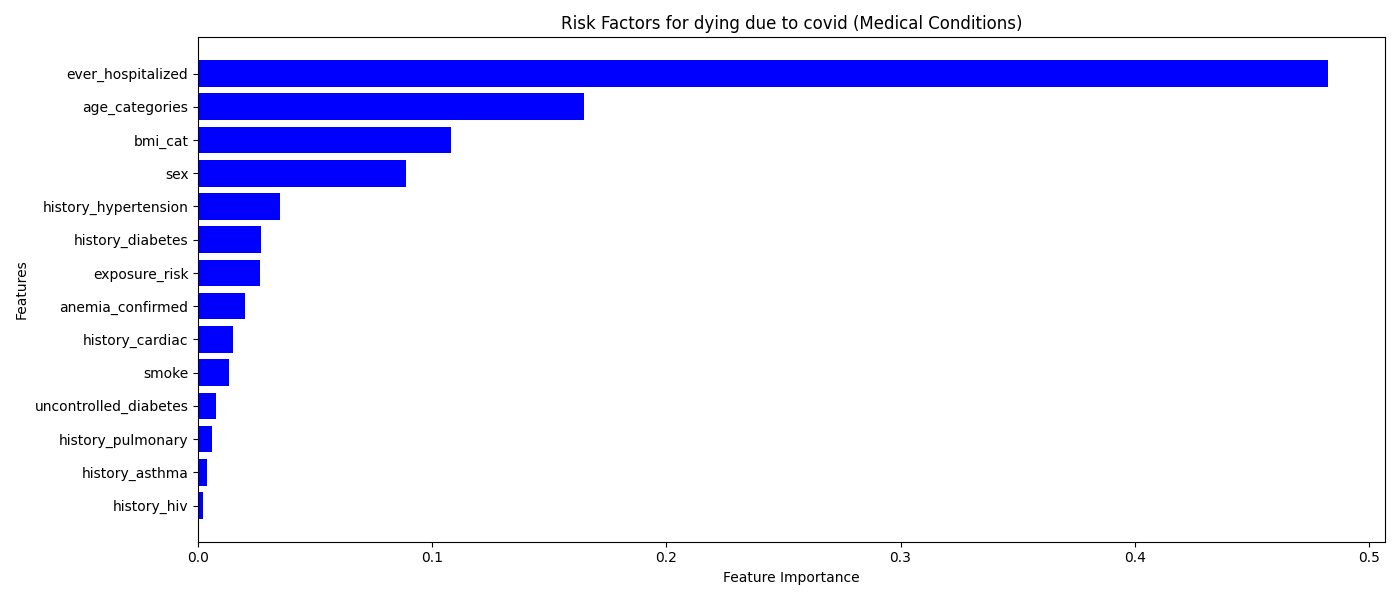 Risk Factors for dying due to covid (Medical Conditions)
Features
ever_hospitalized
age_categories
bmi_cat
sex
history_hypertension
history_diabetes
exposure_risk
anemia_confirmed
history_cardiac
smoke
uncontrolled_diabetes
history_pulmonary
history_asthma
history_hiv
0.0 0.1 0.2 0.3 0.4 0.5
Feature Importance